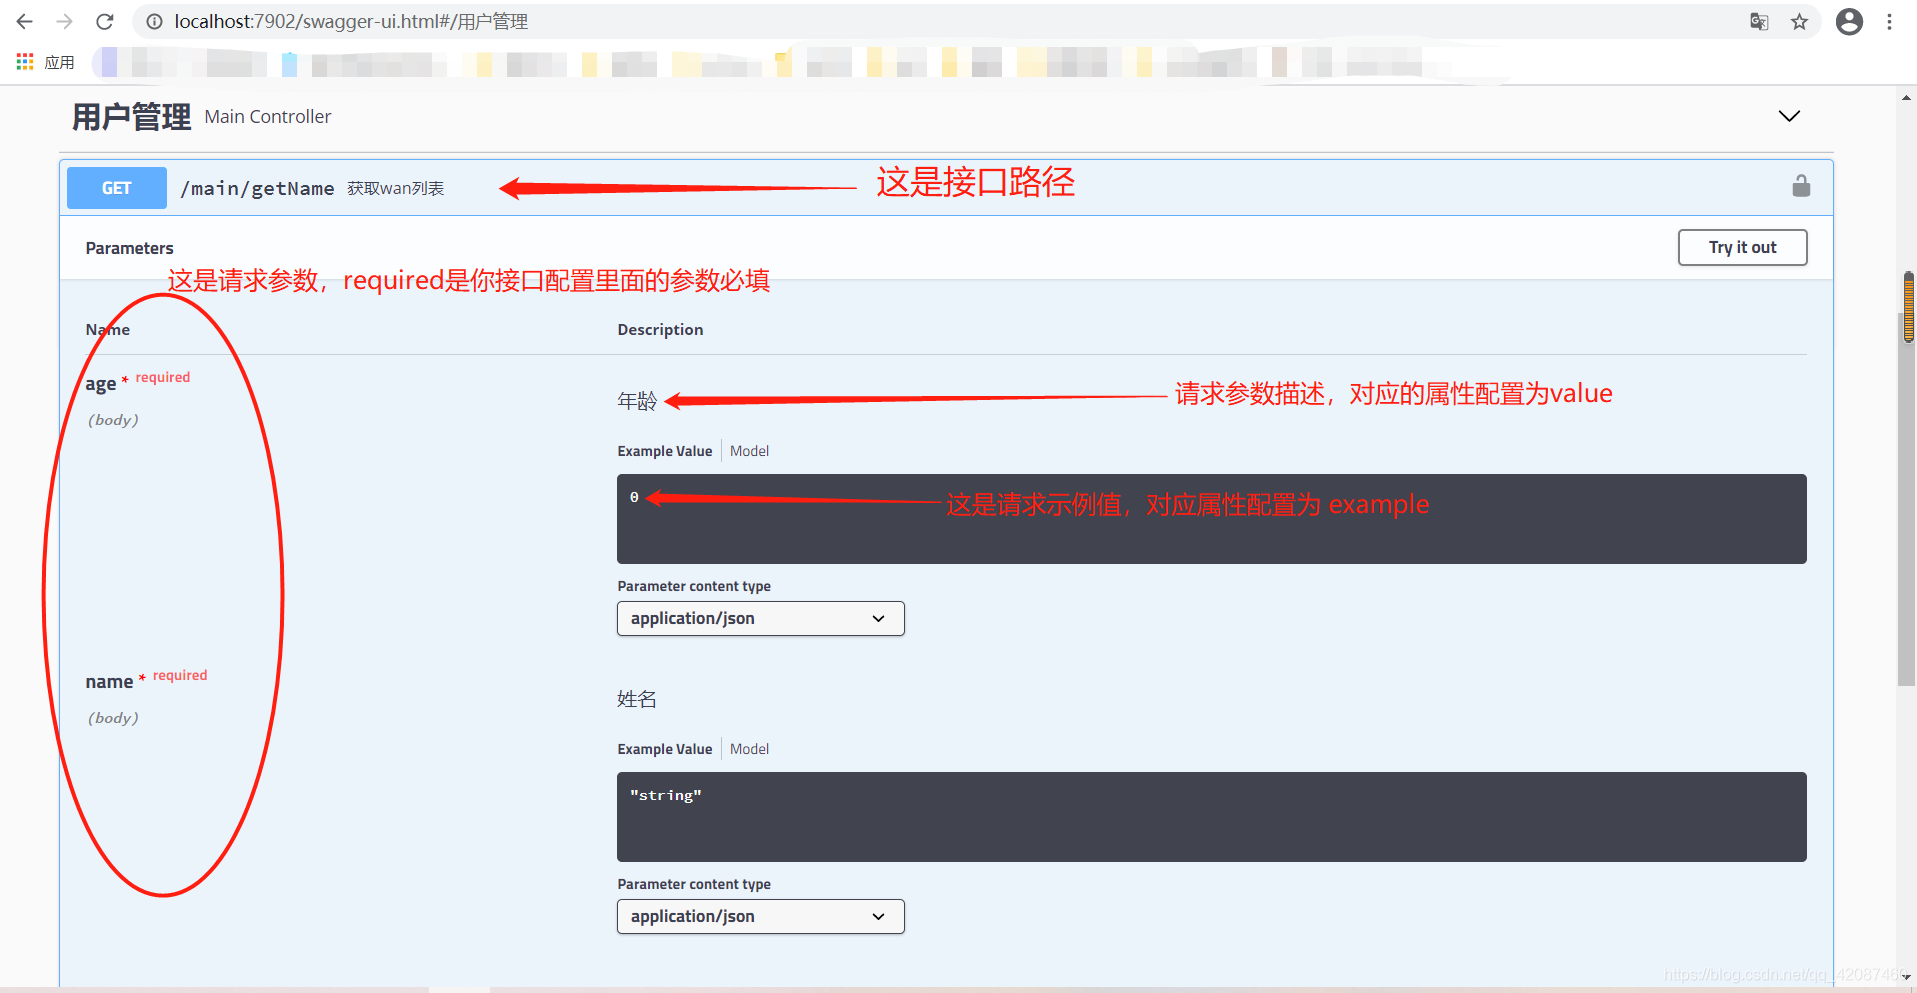 localhost:7902/swagger-ui.html#/用户管理
应用
用户管理 Main Controller
GET /main/getName 获取wan列表 这是接口路径
Parameters Try it out
这是请求参数，required是你接口配置里面的参数必填
Name Description
age * required
年龄 请求参数描述，对应的属性配置为value
(body)
Example Value Model
0 这是请求示例值，对应属性配置为 example
Parameter content type
application/json
name * required
姓名
(body)
Example Value Model
"string"
Parameter content type
application/json